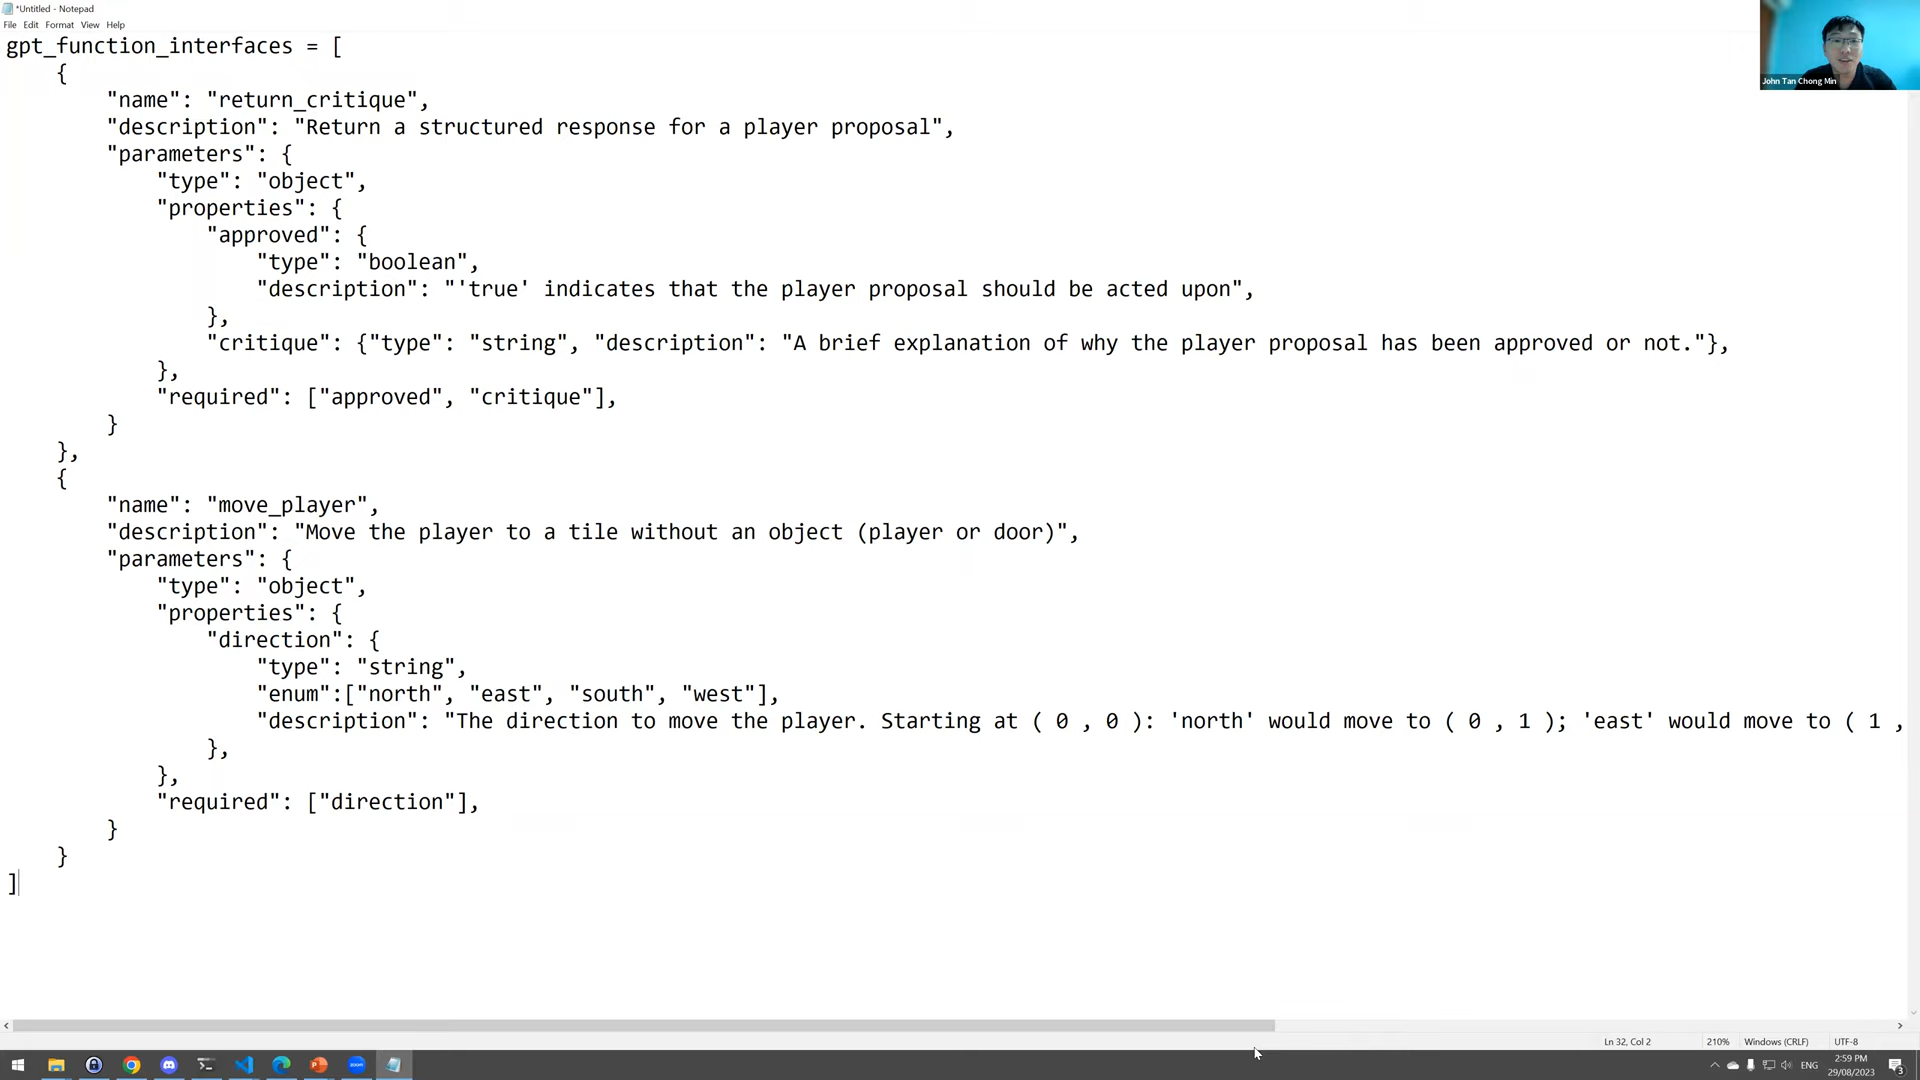 *Untitled - Notepad
File Edit Format View Help
gpt_function_interfaces = [
    {
        "name": "return_critique",
        "description": "Return a structured response for a player proposal",
        "parameters": {
            "type": "object",
            "properties": {
                "approved": {
                    "type": "boolean",
                    "description": "'true' indicates that the player proposal should be acted upon",
                },
                "critique": {"type": "string", "description": "A brief explanation of why the player proposal has been approved or not."},
            },
            "required": ["approved", "critique"],
        }
    },
    {
        "name": "move_player",
        "description": "Move the player to a tile without an object (player or door)",
        "parameters": {
            "type": "object",
            "properties": {
                "direction": {
                    "type": "string",
                    "enum":["north", "east", "south", "west"],
                    "description": "The direction to move the player. Starting at ( 0 , 0 ): 'north' would move to ( 0 , 1 ); 'east' would move to ( 1 ,
                },
            },
            "required": ["direction"],
        }
    }
]
John Tan Chong Min
Ln 32, Col 2 210% Windows (CRLF) UTF-8
zoom
ENG
2:59 PM
29/08/2023
3